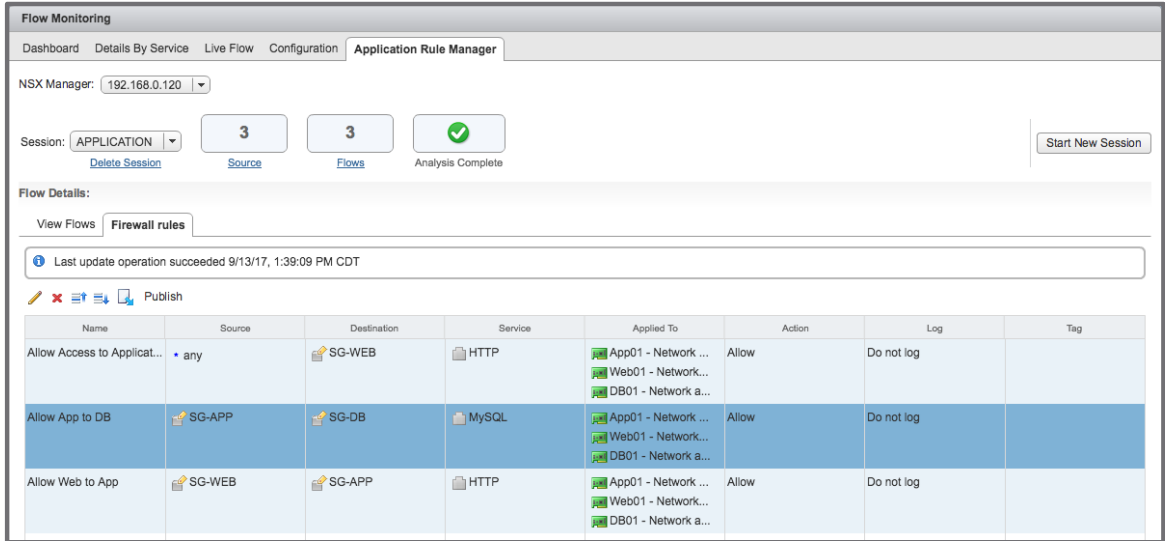 Flow Monitoring
Dashboard Details By Service Live Flow Configuration Application Rule Manager
NSX Manager: 192.168.0.120
Session: APPLICATION 3 3 Start New Session
Delete Session Source Flows Analysis Complete
Flow Details:
View Flows Firewall rules
Last update operation succeeded 9/13/17, 1:39:09 PM CDT
Publish
Name Source Destination Service Applied To Action Log Tag
Allow Access to Applicat... * any SG-WEB HTTP App01 - Network ... Allow Do not log
Web01 - Network...
DB01 - Network a...
Allow App to DB SG-APP SG-DB MySQL App01 - Network ... Allow Do not log
Web01 - Network...
DB01 - Network a...
Allow Web to App SG-WEB SG-APP HTTP App01 - Network ... Allow Do not log
Web01 - Network...
DB01 - Network a...